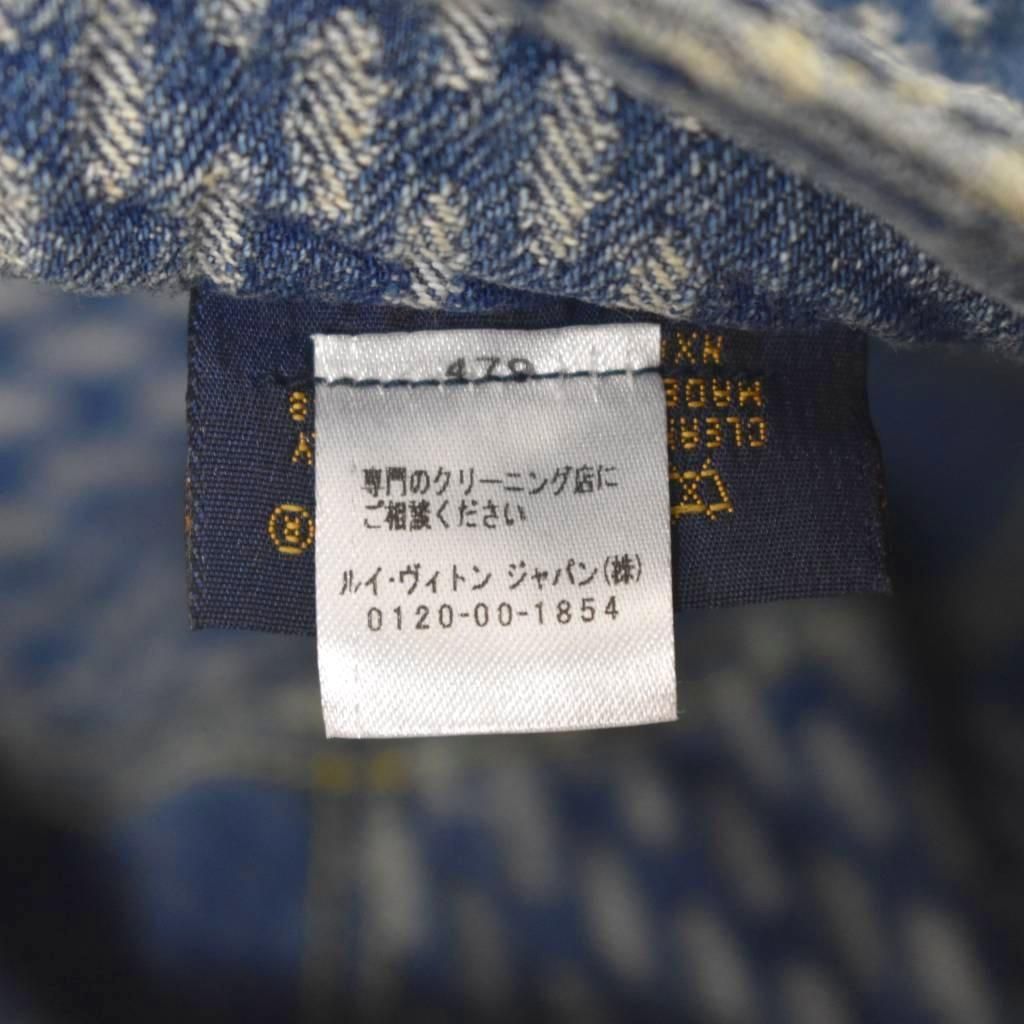 478
専門のクリーニング店に
ご相談ください
ルイ・ヴィトン ジャパン(株)
0120-00-1854